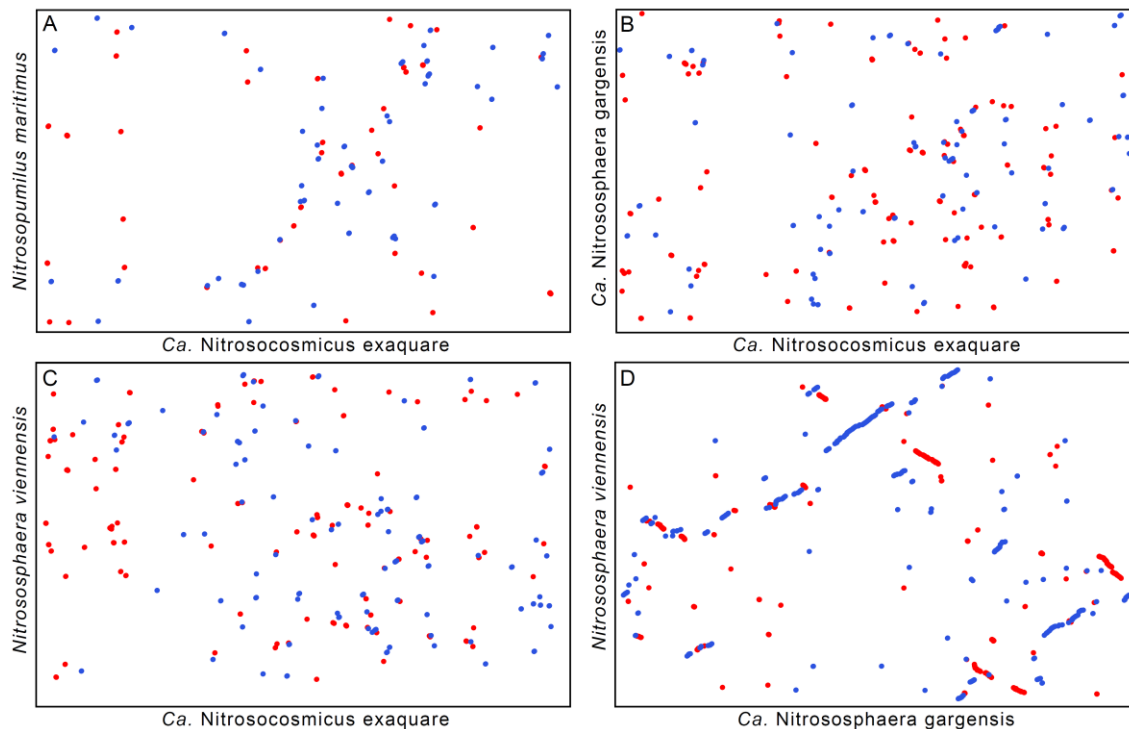 A
Nitrosopumilus maritimus
Ca. Nitrosocosmicus exaquare
B
Ca. Nitrososphaera gargensis
Ca. Nitrosocosmicus exaquare
C
Nitrososphaera viennensis
Ca. Nitrosocosmicus exaquare
D
Nitrososphaera viennensis
Ca. Nitrososphaera gargensis